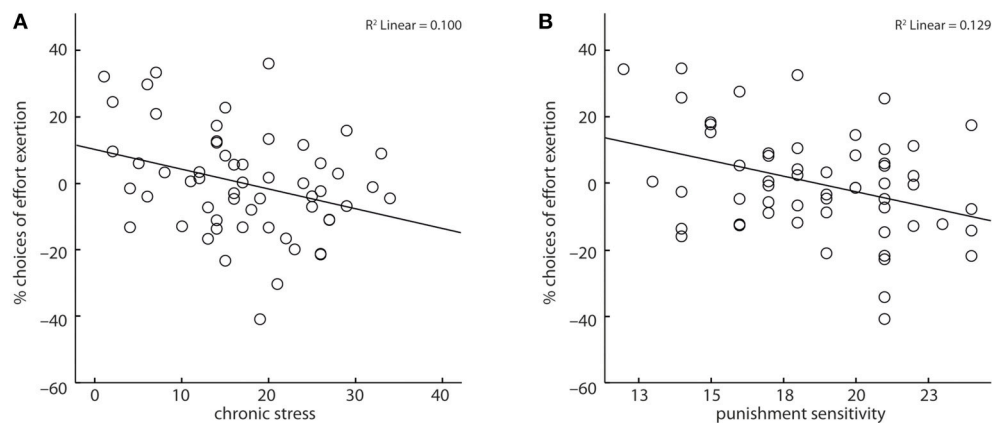 A
R² Linear = 0.100
% choices of effort exertion
40
20
0
−20
−40
−60
0 10 20 30 40
chronic stress
B
R² Linear = 0.129
% choices of effort exertion
40
20
0
−20
−40
−60
13 15 18 20 23
punishment sensitivity